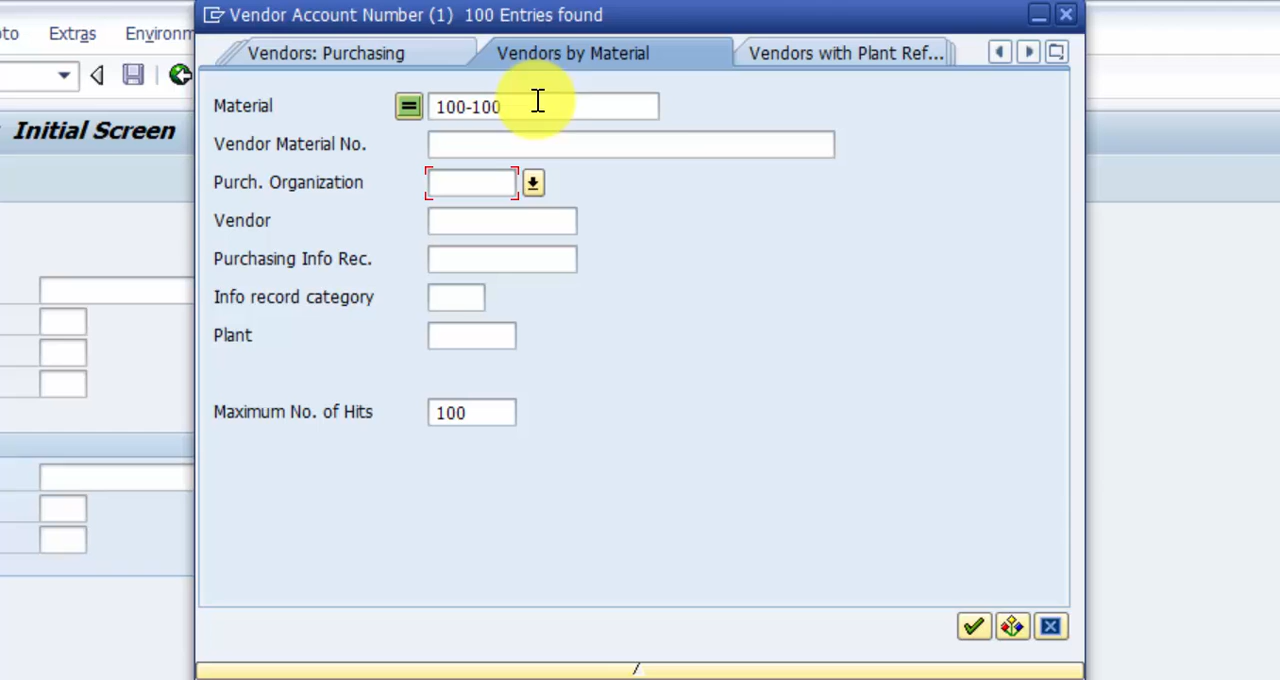 Vendor Account Number (1) 100 Entries found
oto Extras Environm
Vendors: Purchasing Vendors by Material Vendors with Plant Ref...
Initial Screen
Material 100-100
Vendor Material No.
Purch. Organization
Vendor
Purchasing Info Rec.
Info record category
Plant
Maximum No. of Hits 100